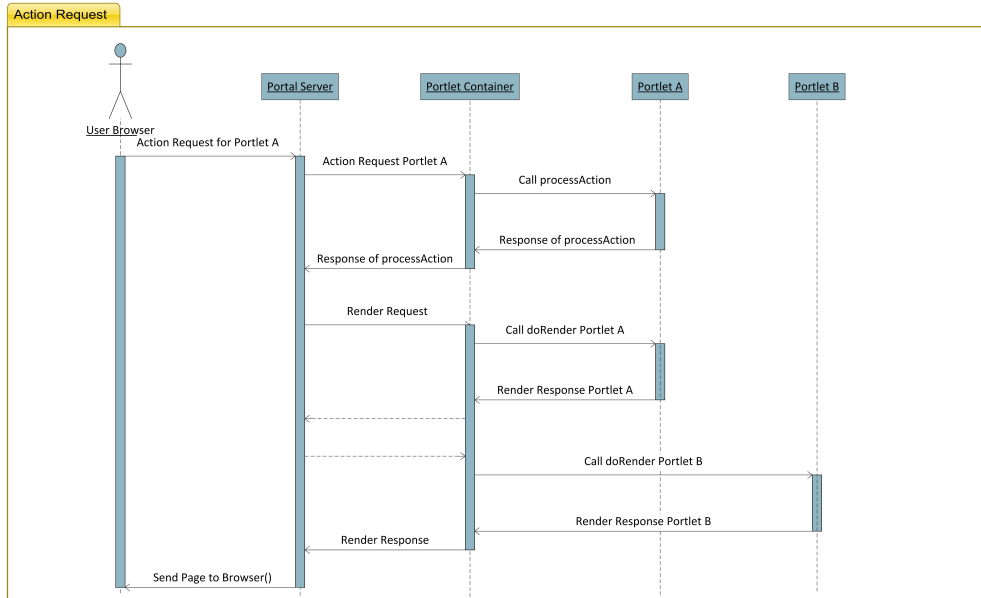 Action Request
Portal Server
Portlet Container
Portlet A
Portlet B
User Browser
Action Request for Portlet A
Action Request Portlet A
Call processAction
Response of processAction
Response of processAction
Render Request
Call doRender Portlet A
Render Response Portlet A
Call doRender Portlet B
Render Response Portlet B
Render Response
Send Page to Browser()